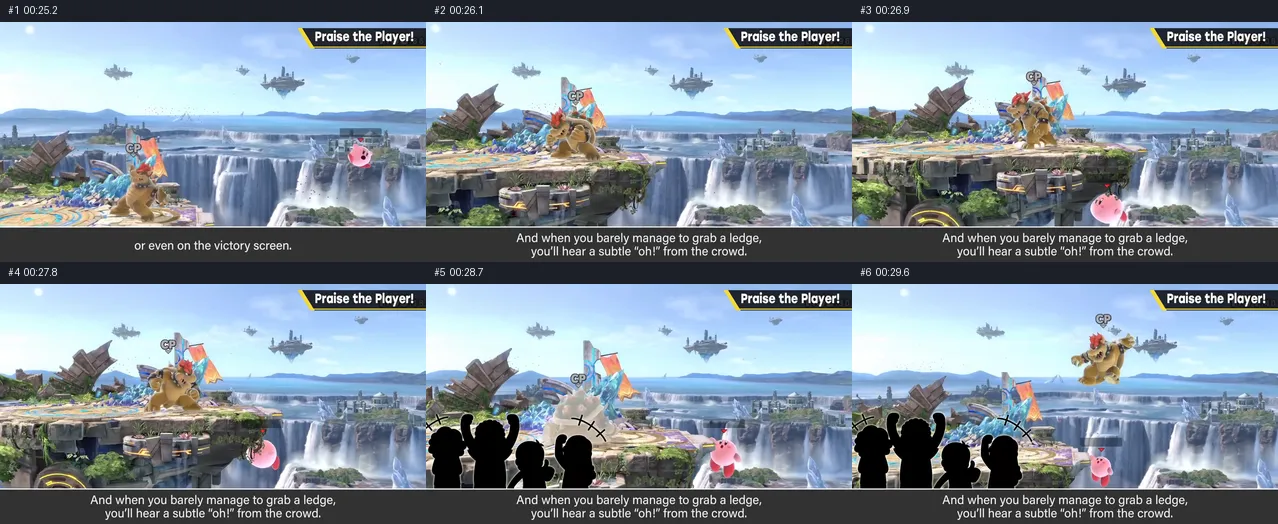 #1 00:25.2
Praise the Player!
CP
or even on the victory screen.
#2 00:26.1
Praise the Player!
CP
And when you barely manage to grab a ledge,
you'll hear a subtle “oh!” from the crowd.
#3 00:26.9
Praise the Player!
CP
And when you barely manage to grab a ledge,
you'll hear a subtle “oh!” from the crowd.
#4 00:27.8
Praise the Player!
CP
And when you barely manage to grab a ledge,
you'll hear a subtle “oh!” from the crowd.
#5 00:28.7
Praise the Player!
CP
And when you barely manage to grab a ledge,
you'll hear a subtle “oh!” from the crowd.
#6 00:29.6
Praise the Player!
CP
And when you barely manage to grab a ledge,
you'll hear a subtle “oh!” from the crowd.